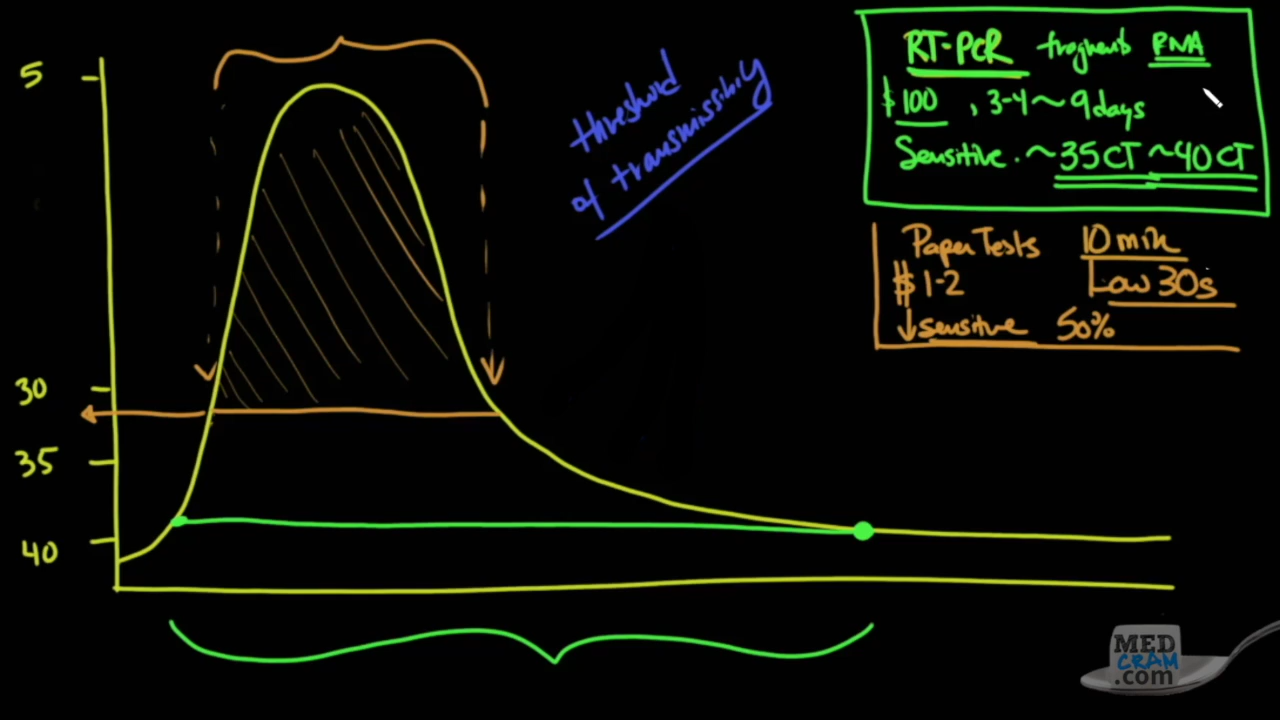 5
30
35
40
threshold
of transmissibility
RT-PCR fragments RNA
$100, 3-4~9 days
Sensitive. ~35 CT ~40 CT
Paper Tests 10 min
$1-2 Low 30s
↓ sensitive 50%
MED
CRAM
.com